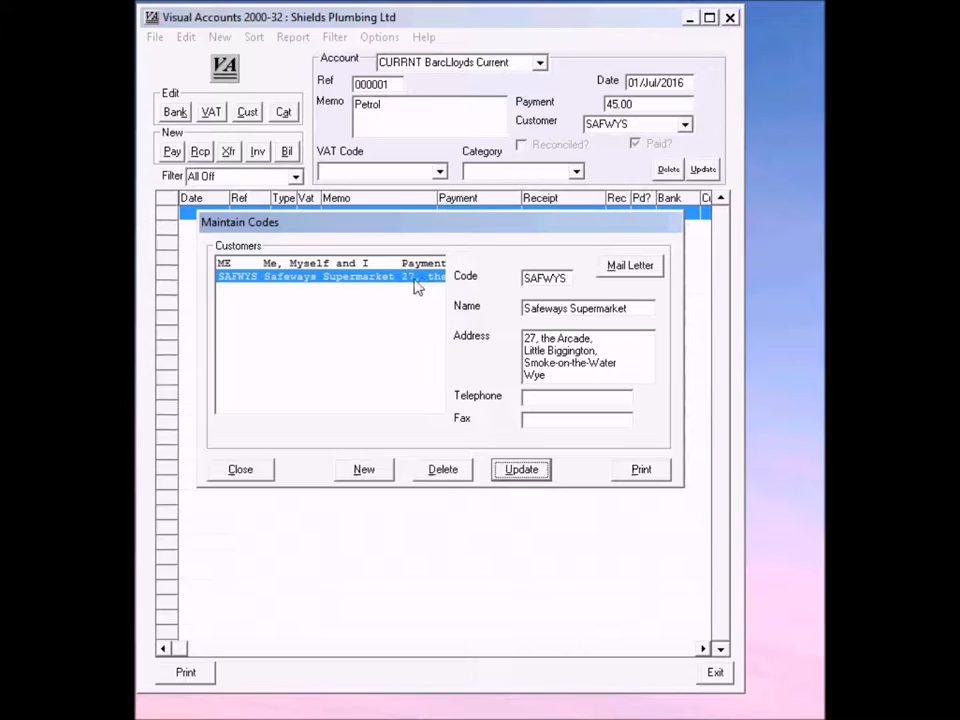 VA Visual Accounts 2000-32 : Shields Plumbing Ltd
File Edit New Sort Report Filter Options Help
VA
Account CURRNT BarcLloyds Current
Ref 000001 Date 01/Jul/2016
Memo Petrol Payment 45.00
Customer SAFWYS
Reconciled? Paid?
VAT Code Category
Delete Update
Edit
Bank VAT Cust Cat
New
Pay Rcp Xfr Inv Bil
Filter All Off
Date Ref Type Vat Memo Payment Receipt Rec Pd? Bank
Maintain Codes
Customers
ME Me, Myself and I Payment
SAFWYS Safeways Supermarket 27, the
Code SAFWYS Mail Letter
Name Safeways Supermarket
Address 27, the Arcade,
Little Biggington,
Smoke-on-the-Water
Wye
Telephone
Fax
Close New Delete Update Print
Print Exit